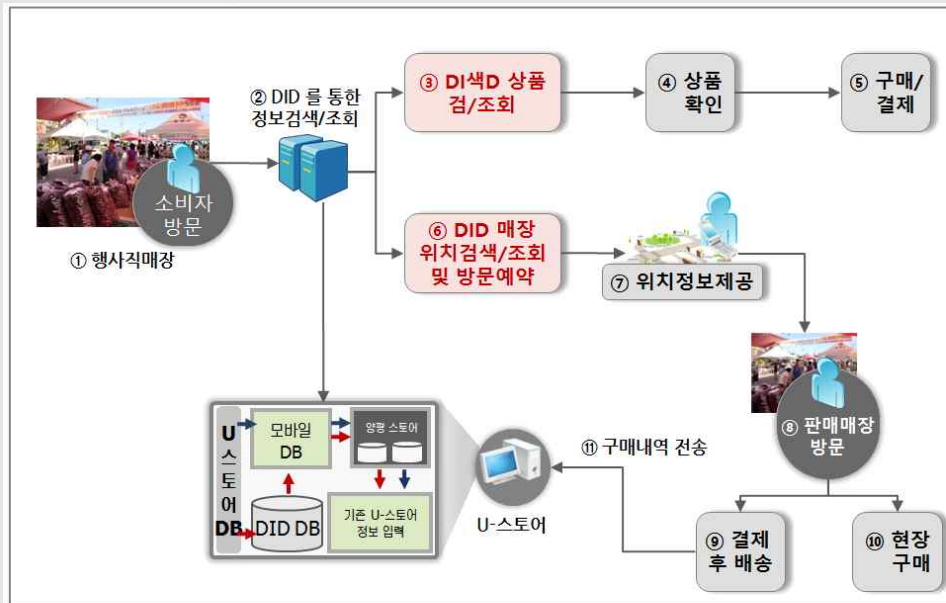 소비자
방문
① 행사직매장
② DID 를 통한
정보검색/조회
③ DI색D 상품
검/조회
④ 상품
확인
⑤ 구매/
결제
⑥ DID 매장
위치검색/조회
및 방문예약
⑦ 위치정보제공
⑧ 판매매장
방문
⑨ 결제
후 배송
⑩ 현장
구매
⑪ 구매내역 전송
U-스토어
U
스
토
어
DB
모바일
DB
양평 스토어
DID DB
기존 U-스토어
정보 입력